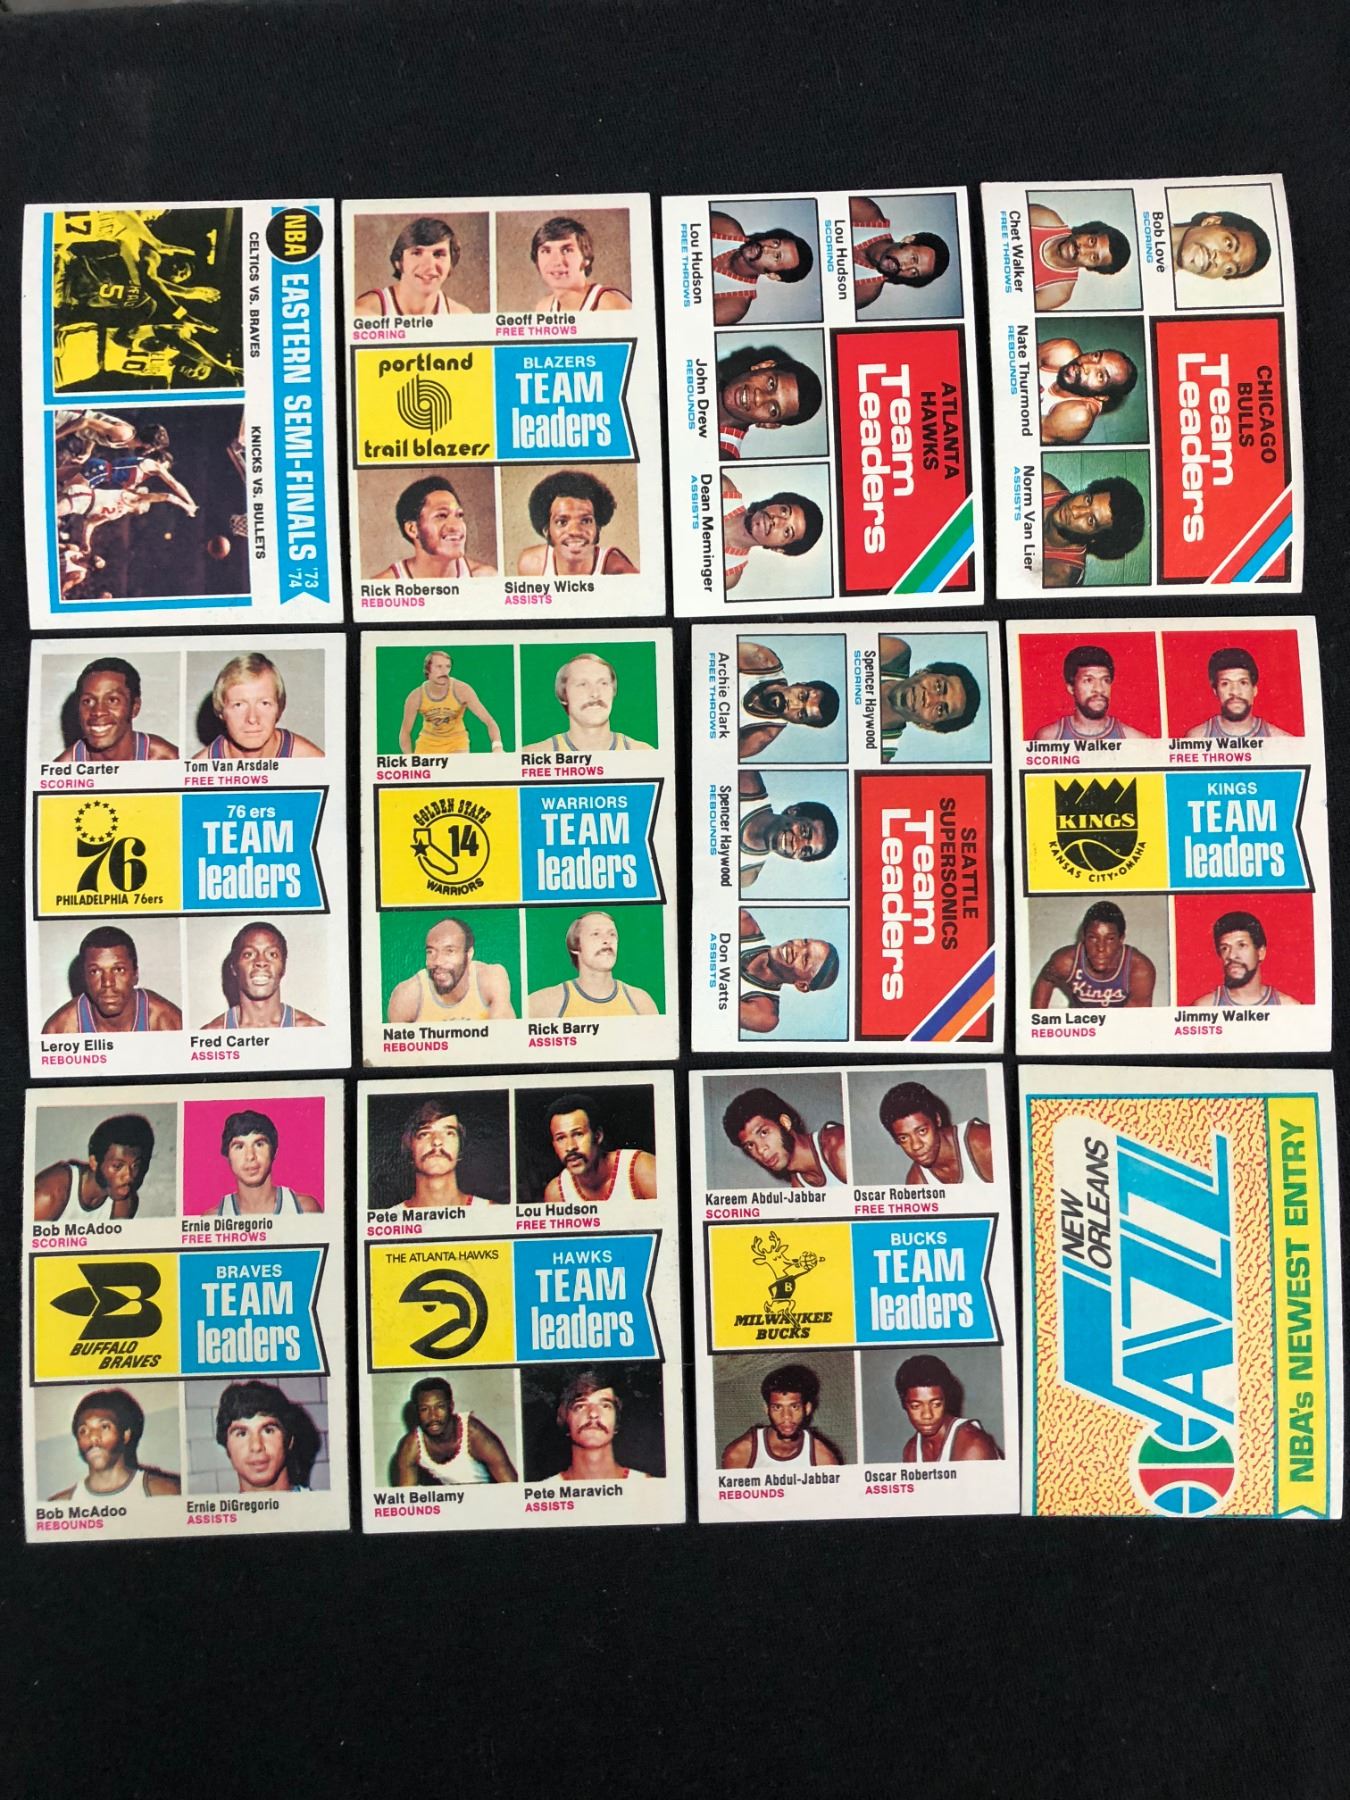 NBA
EASTERN SEMI-FINALS '73 '74
CELTICS VS. BRAVES
KNICKS VS. BULLETS
17
5
10
2
Geoff Petrie
SCORING
Geoff Petrie
FREE THROWS
portland
trail blazers
BLAZERS
TEAM
leaders
Rick Roberson
REBOUNDS
Sidney Wicks
ASSISTS
ATLANTA
HAWKS
Team
Leaders
Lou Hudson
SCORING
Lou Hudson
FREE THROWS
John Drew
REBOUNDS
Dean Meminger
ASSISTS
CHICAGO
BULLS
Team
Leaders
Bob Love
SCORING
Chet Walker
FREE THROWS
Nate Thurmond
REBOUNDS
Norm Van Lier
ASSISTS
Fred Carter
SCORING
Tom Van Arsdale
FREE THROWS
76
PHILADELPHIA 76ers
76 ers
TEAM
leaders
Leroy Ellis
REBOUNDS
Fred Carter
ASSISTS
24
Rick Barry
SCORING
Rick Barry
FREE THROWS
GOLDEN STATE
14
WARRIORS
WARRIORS
TEAM
leaders
Nate Thurmond
REBOUNDS
Rick Barry
ASSISTS
SEATTLE
SUPERSONICS
Team
Leaders
Spencer Haywood
SCORING
Archie Clark
FREE THROWS
Spencer Haywood
REBOUNDS
Don Watts
ASSISTS
Jimmy Walker
SCORING
Jimmy Walker
FREE THROWS
KINGS
KANSAS CITY-OMAHA
KINGS
TEAM
leaders
C
Kings
Sam Lacey
REBOUNDS
Jimmy Walker
ASSISTS
Bob McAdoo
SCORING
Ernie DiGregorio
FREE THROWS
B
BUFFALO
BRAVES
BRAVES
TEAM
leaders
Bob McAdoo
REBOUNDS
Ernie DiGregorio
ASSISTS
Pete Maravich
SCORING
Lou Hudson
FREE THROWS
THE ATLANTA HAWKS
HAWKS
TEAM
leaders
Walt Bellamy
REBOUNDS
Pete Maravich
ASSISTS
Kareem Abdul-Jabbar
SCORING
Oscar Robertson
FREE THROWS
B
MILWAUKEE
BUCKS
BUCKS
TEAM
leaders
Kareem Abdul-Jabbar
REBOUNDS
Oscar Robertson
ASSISTS
NBA's NEWEST ENTRY
NEW
ORLEANS
JAZZ